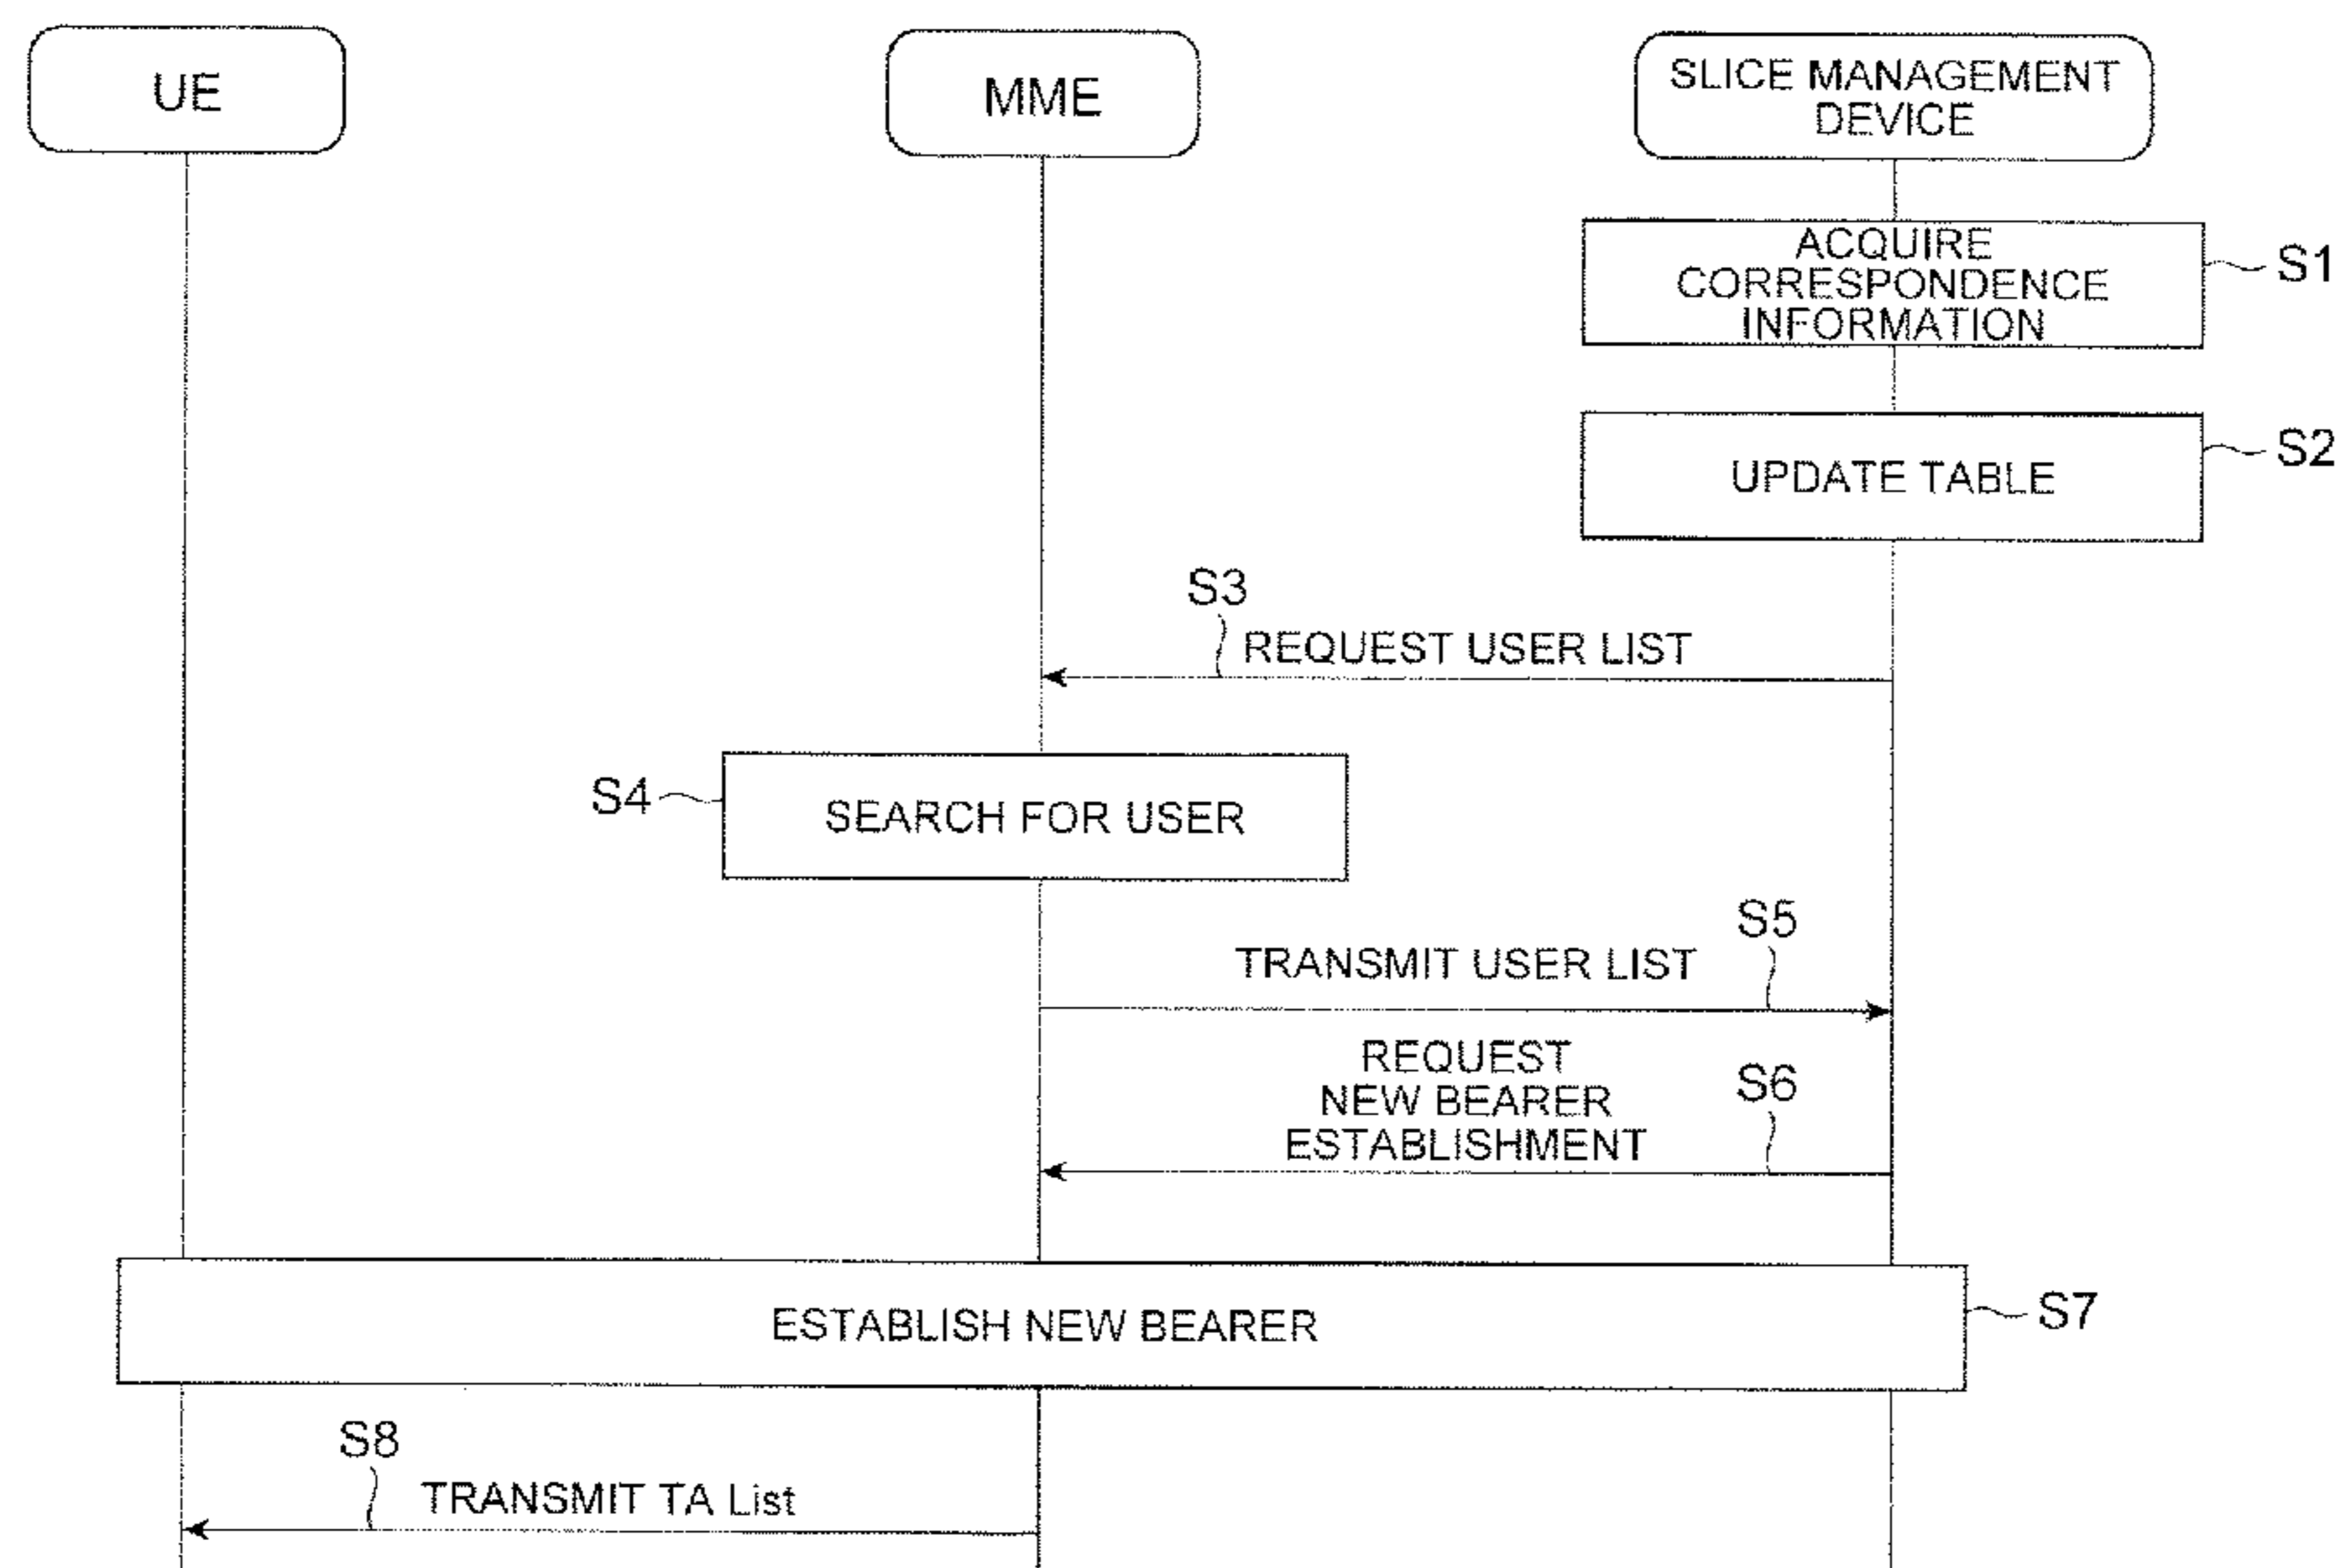 UE
MME
SLICE MANAGEMENT
DEVICE
ACQUIRE
CORRESPONDENCE
INFORMATION
S1
UPDATE TABLE
S2
S3
REQUEST USER LIST
S4
SEARCH FOR USER
S5
TRANSMIT USER LIST
REQUEST
NEW BEARER
ESTABLISHMENT
S6
ESTABLISH NEW BEARER
S7
S8
TRANSMIT TA List